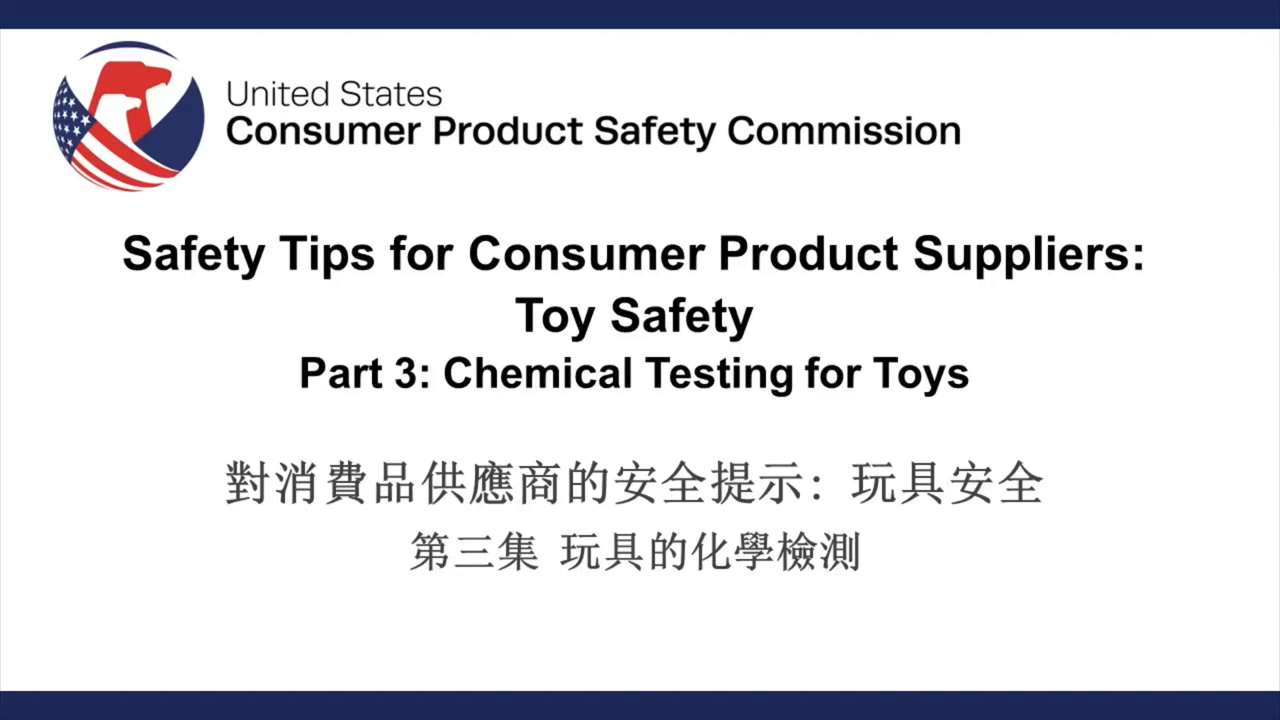 United States
Consumer Product Safety Commission
Safety Tips for Consumer Product Suppliers:
Toy Safety
Part 3: Chemical Testing for Toys
對消費品供應商的安全提示：玩具安全
第三集 玩具的化學檢測